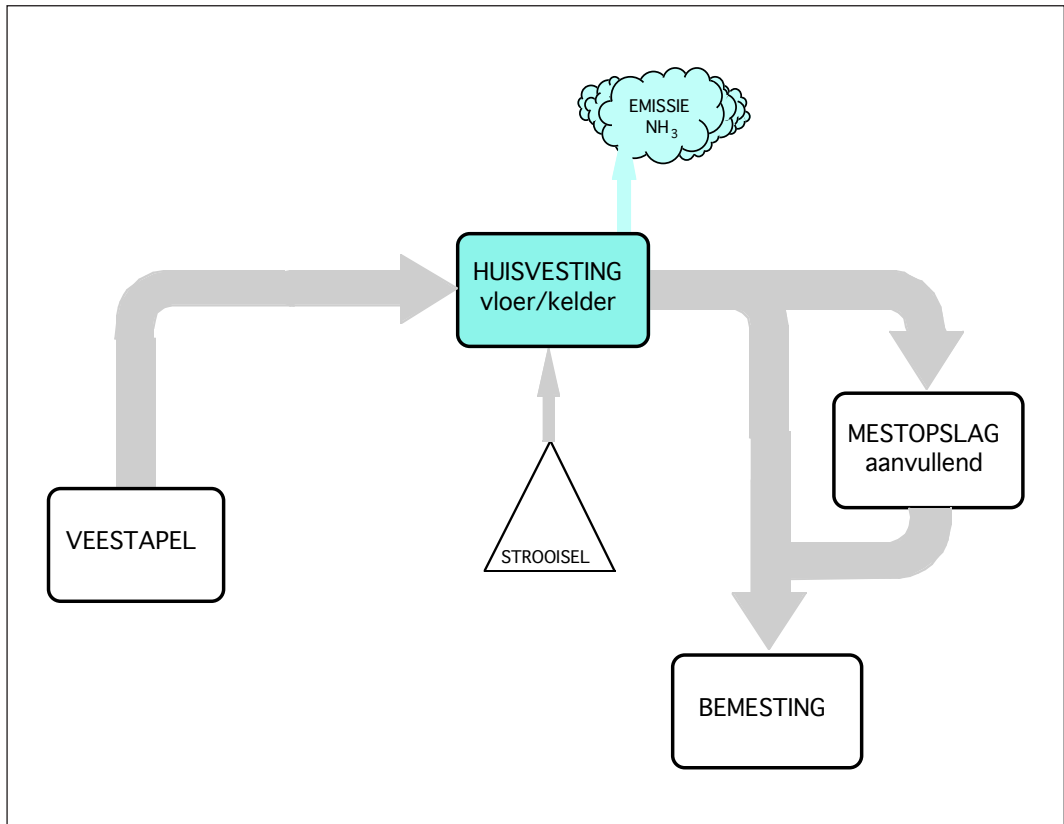 EMISSIE
NH₃
HUISVESTING
vloer/kelder
MESTOPSLAG
aanvullend
VEESTAPEL
STROOISEL
BEMESTING